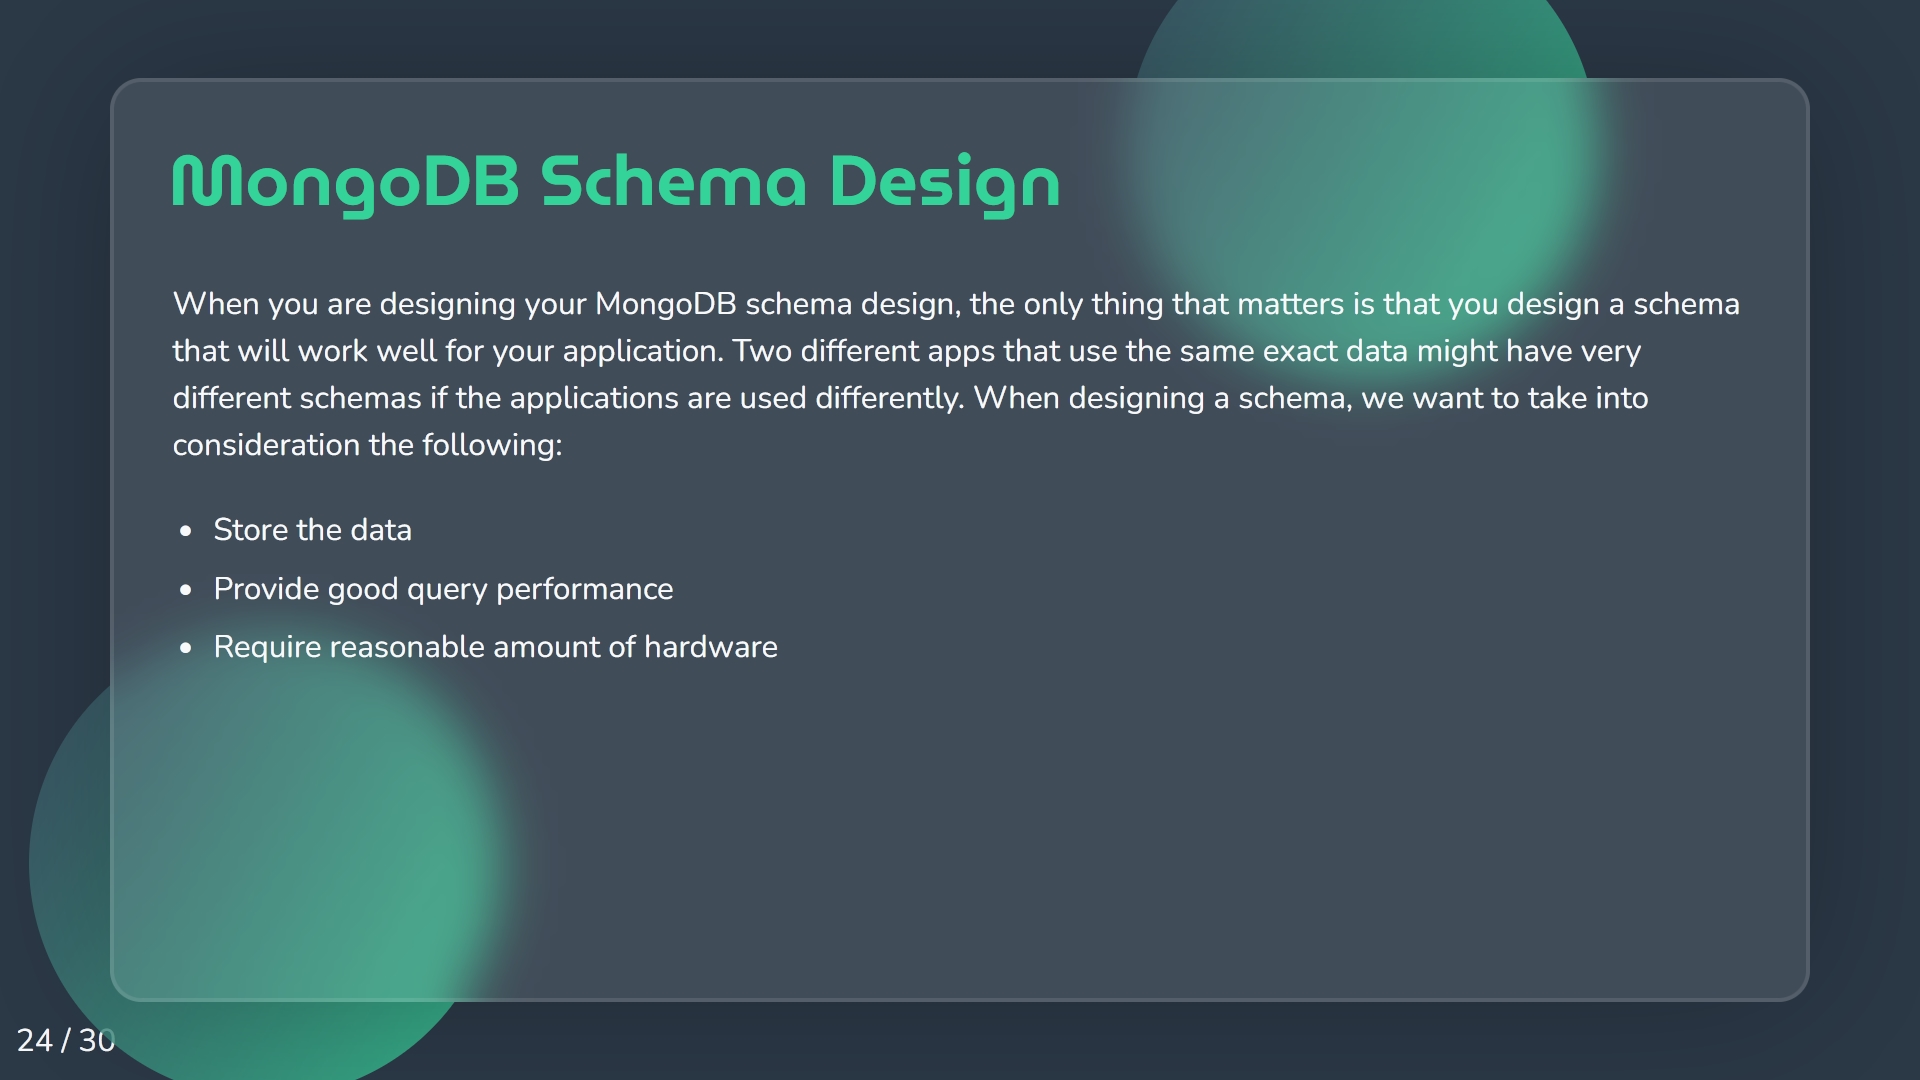 MongoDB Schema Design
When you are designing your MongoDB schema design, the only thing that matters is that you design a schema
that will work well for your application. Two different apps that use the same exact data might have very
different schemas if the applications are used differently. When designing a schema, we want to take into
consideration the following:
• Store the data
• Provide good query performance
• Require reasonable amount of hardware
24 / 30